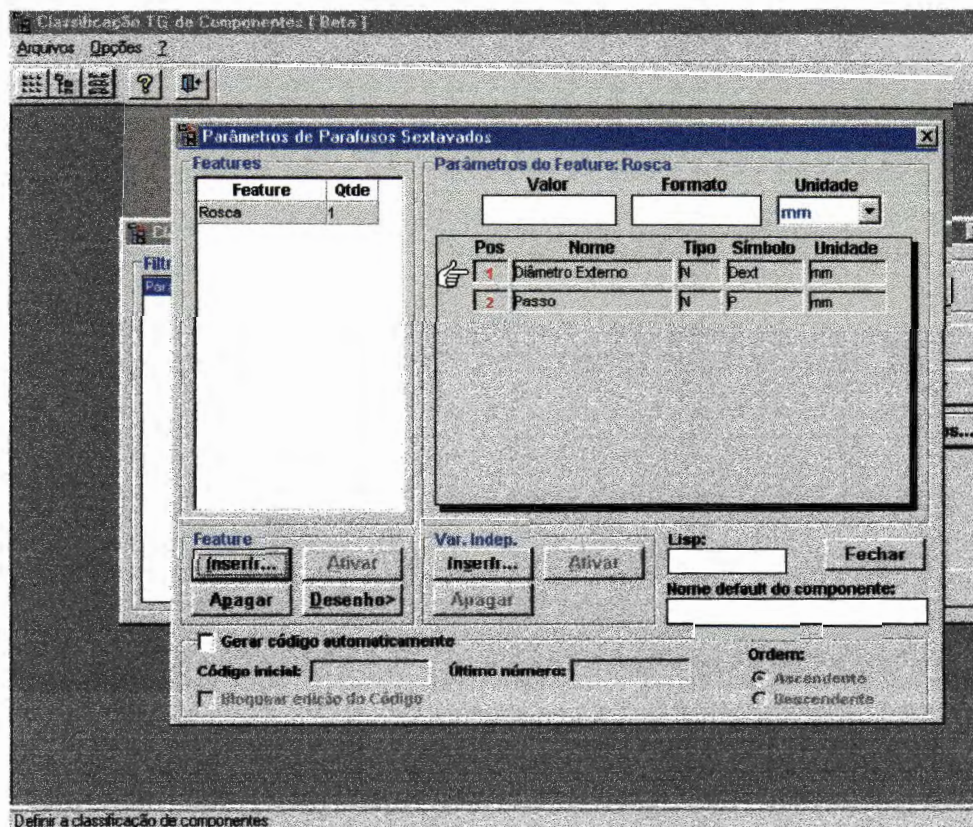 Classificação TG de Componentes [ Beta ]
Arquivos Opções ?
Parâmetros de Parafusos Sextavados
Features
Feature Qtde
Rosca 1
Parâmetros do Feature: Rosca
Valor Formato Unidade
mm
Pos Nome Tipo Símbolo Unidade
1 Diâmetro Externo N Dext mm
2 Passo N P mm
Feature
Inserir... Ativar
Apagar Desenho>
Var. Indep.
Inserir... Ativar
Apagar
Lisp:
Fechar
Nome default do componente:
Gerar código automaticamente
Código inicial: Último número:
Bloquear edição do Código
Ordem:
Ascendente
Descendente
Definir a classificação de componentes